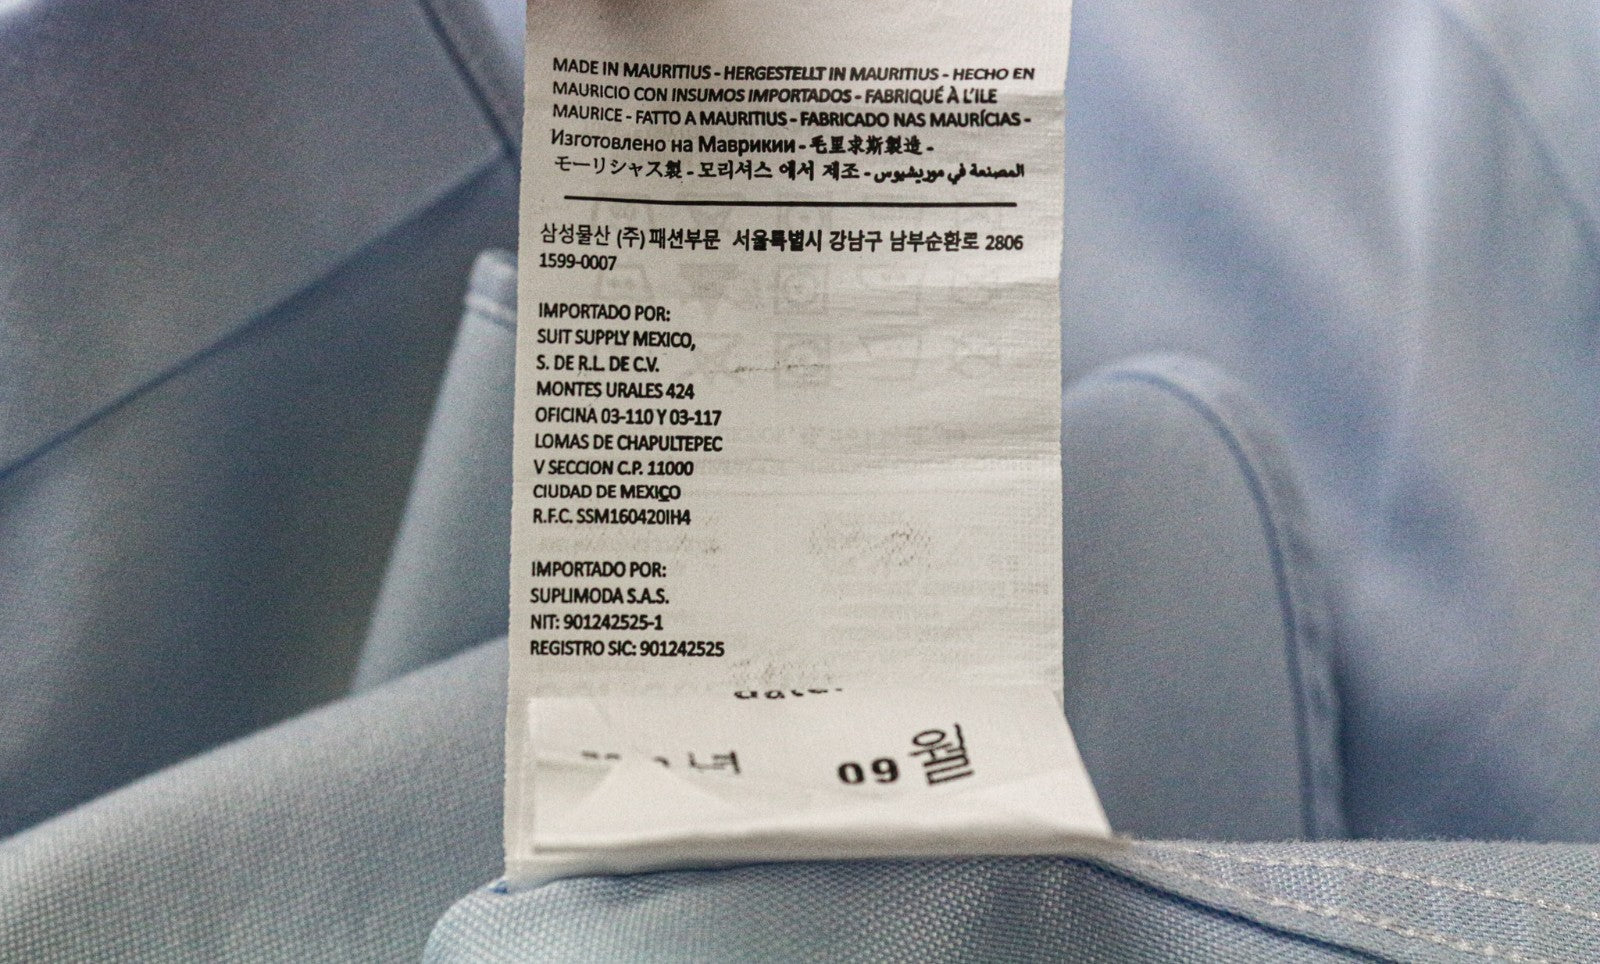 MADE IN MAURITIUS - HERGESTELLT IN MAURITIUS - HECHO EN
MAURICIO CON INSUMOS IMPORTADOS - FABRIQUÉ À L'ILE
MAURICE - FATTO A MAURITIUS - FABRICADO NAS MAURÍCIAS -
Изготовлено на Маврикии - 毛里求斯製造 -
モーリシャス製 - 모리셔스 에서 제조 - المصنعة في موريشيوس
삼성물산 (주) 패션부문 서울특별시 강남구 남부순환로 2806
1599-0007
IMPORTADO POR:
SUIT SUPPLY MEXICO,
S. DE R.L. DE C.V.
MONTES URALES 424
OFICINA 03-110 Y 03-117
LOMAS DE CHAPULTEPEC
V SECCION C.P. 11000
CIUDAD DE MEXICO
R.F.C. SSM160420IH4
IMPORTADO POR:
SUPLIMODA S.A.S.
NIT: 901242525-1
REGISTRO SIC: 901242525
년 09 월